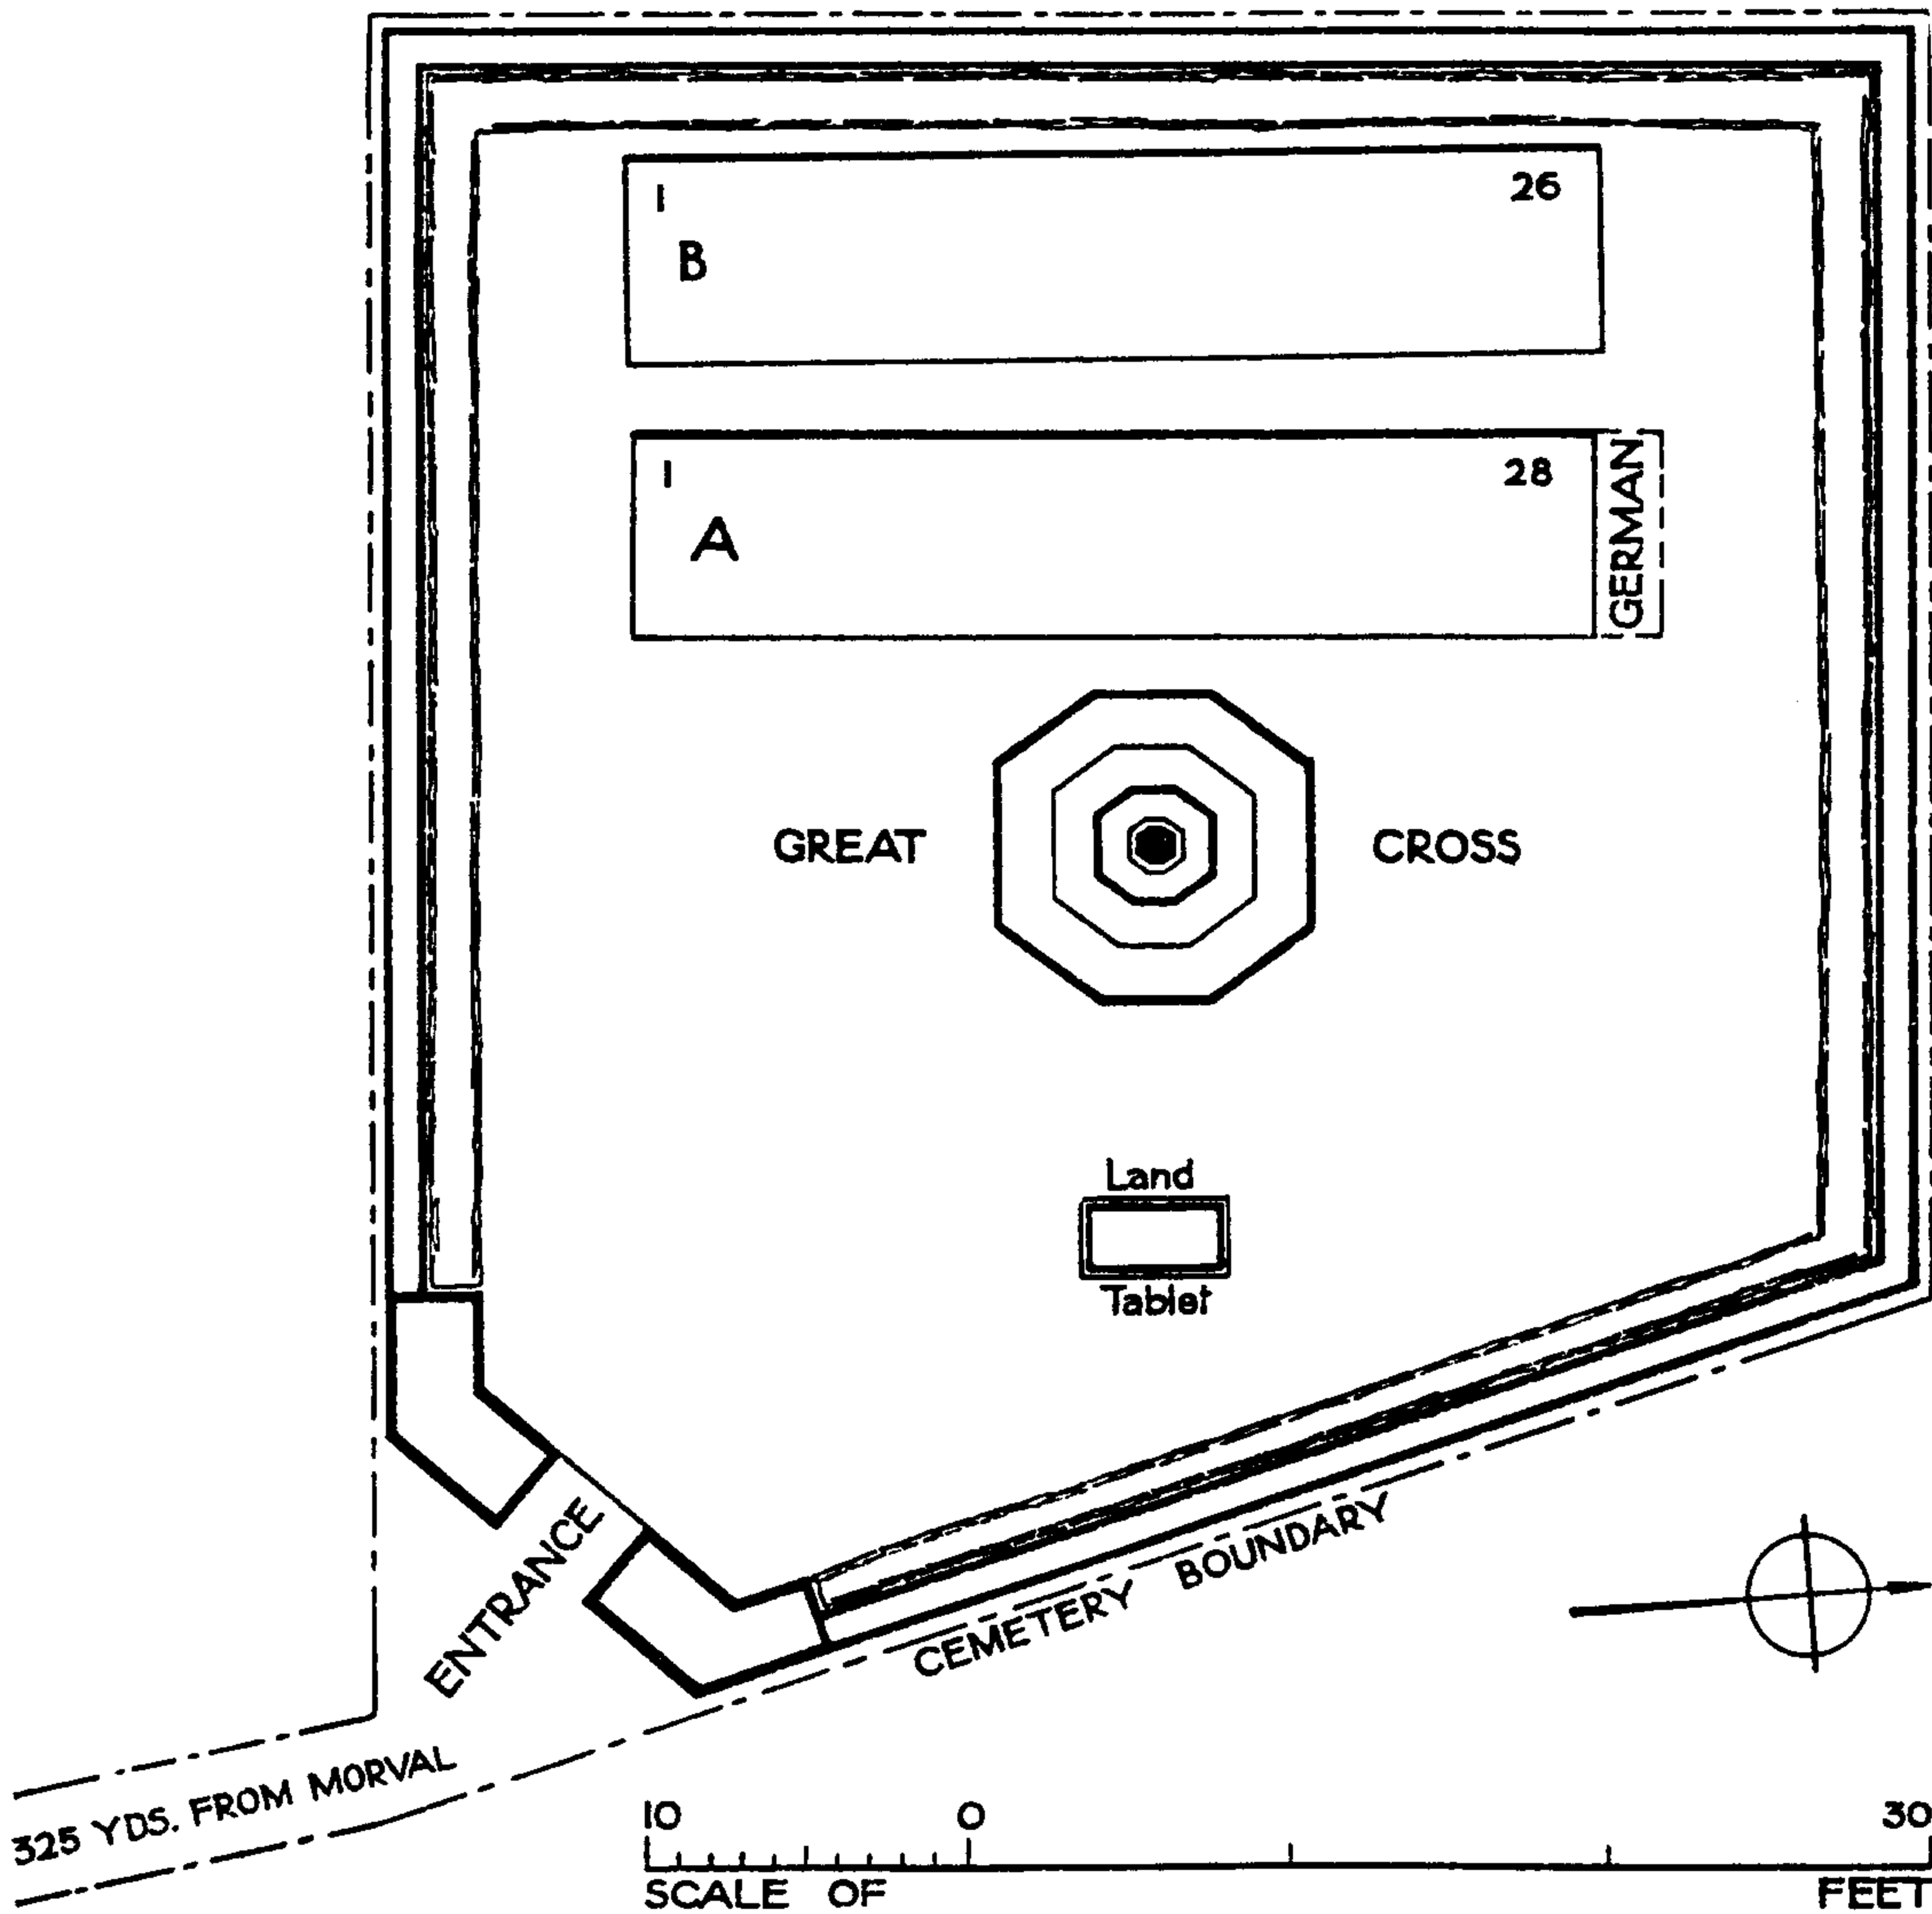 1 26
B
1 28
A
GERMAN
GREAT CROSS
Land
Tablet
ENTRANCE
CEMETERY BOUNDARY
325 YDS. FROM MORVAL
10 0 30
SCALE OF FEET